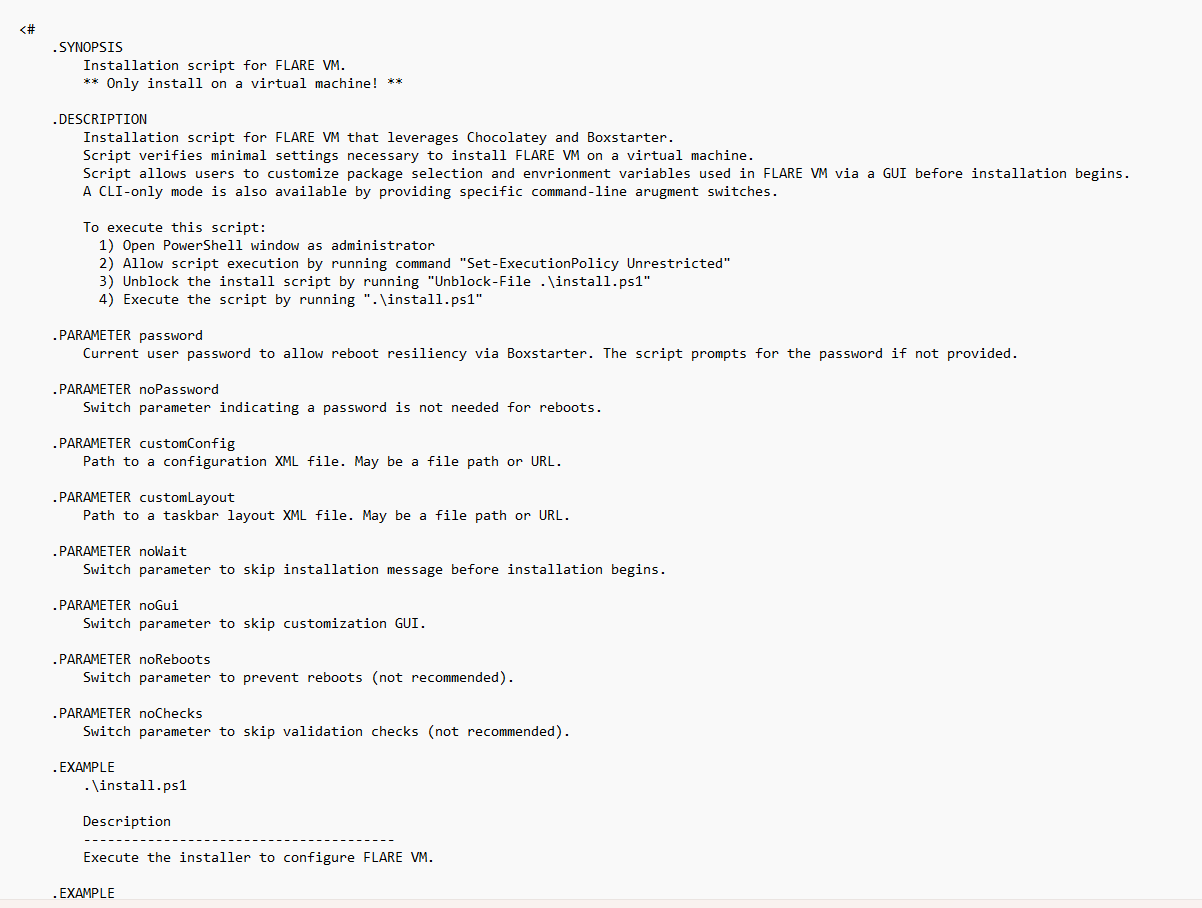 <#
    .SYNOPSIS
        Installation script for FLARE VM.
        ** Only install on a virtual machine! **

    .DESCRIPTION
        Installation script for FLARE VM that leverages Chocolatey and Boxstarter.
        Script verifies minimal settings necessary to install FLARE VM on a virtual machine.
        Script allows users to customize package selection and envrionment variables used in FLARE VM via a GUI before installation begins.
        A CLI-only mode is also available by providing specific command-line arugment switches.

        To execute this script:
          1) Open PowerShell window as administrator
          2) Allow script execution by running command "Set-ExecutionPolicy Unrestricted"
          3) Unblock the install script by running "Unblock-File .\install.ps1"
          4) Execute the script by running ".\install.ps1"

    .PARAMETER password
        Current user password to allow reboot resiliency via Boxstarter. The script prompts for the password if not provided.

    .PARAMETER noPassword
        Switch parameter indicating a password is not needed for reboots.

    .PARAMETER customConfig
        Path to a configuration XML file. May be a file path or URL.

    .PARAMETER customLayout
        Path to a taskbar layout XML file. May be a file path or URL.

    .PARAMETER noWait
        Switch parameter to skip installation message before installation begins.

    .PARAMETER noGui
        Switch parameter to skip customization GUI.

    .PARAMETER noReboots
        Switch parameter to prevent reboots (not recommended).

    .PARAMETER noChecks
        Switch parameter to skip validation checks (not recommended).

    .EXAMPLE
        .\install.ps1

        Description
        ---------------------------------------
        Execute the installer to configure FLARE VM.

    .EXAMPLE